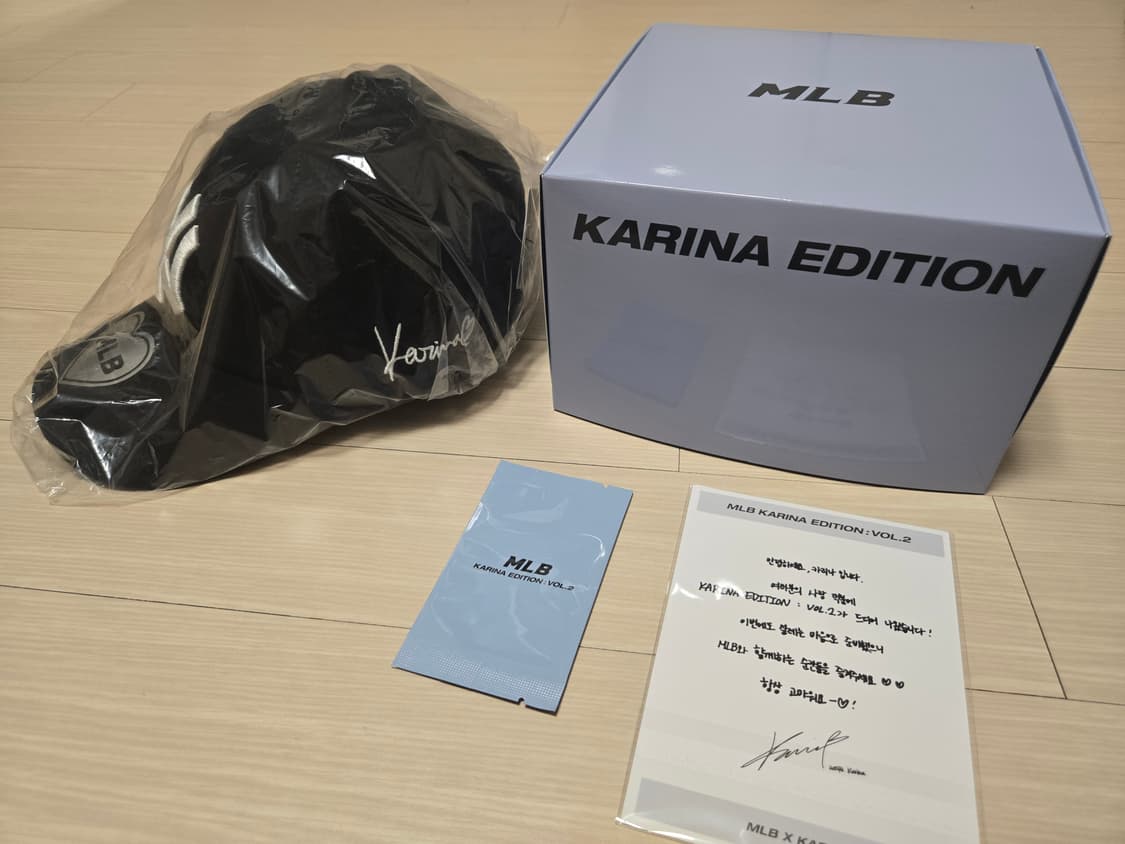 MLB
KARINA EDITION
MLB
Karina
MLB
KARINA EDITION : VOL.2
MLB KARINA EDITION : VOL.2
안녕하세요, 카리나 입니다.
여러분의 사랑 덕분에
KARINA EDITION : VOL.2가 드디어 나왔습니다!
이번에도 설레는 마음으로 준비했으니
MLB와 함께하는 순간들을 즐겨주세요 ♡♡
항상 고마워요 -♡!
Karina
MLB X KAR